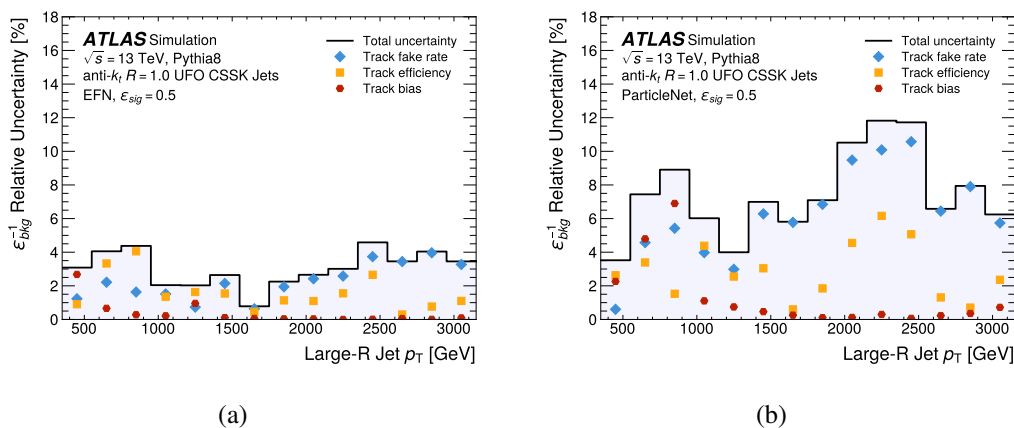 18
16
14
12
10
8
6
4
2
0
ε⁻¹bkg Relative Uncertainty [%]
ATLAS Simulation
√s = 13 TeV, Pythia8
anti-kt R = 1.0 UFO CSSK Jets
EFN, εsig = 0.5
Total uncertainty
Track fake rate
Track efficiency
Track bias
500 1000 1500 2000 2500 3000
Large-R Jet pT [GeV]
(a)
18
16
14
12
10
8
6
4
2
0
ε⁻¹bkg Relative Uncertainty [%]
ATLAS Simulation
√s = 13 TeV, Pythia8
anti-kt R = 1.0 UFO CSSK Jets
ParticleNet, εsig = 0.5
Total uncertainty
Track fake rate
Track efficiency
Track bias
500 1000 1500 2000 2500 3000
Large-R Jet pT [GeV]
(b)